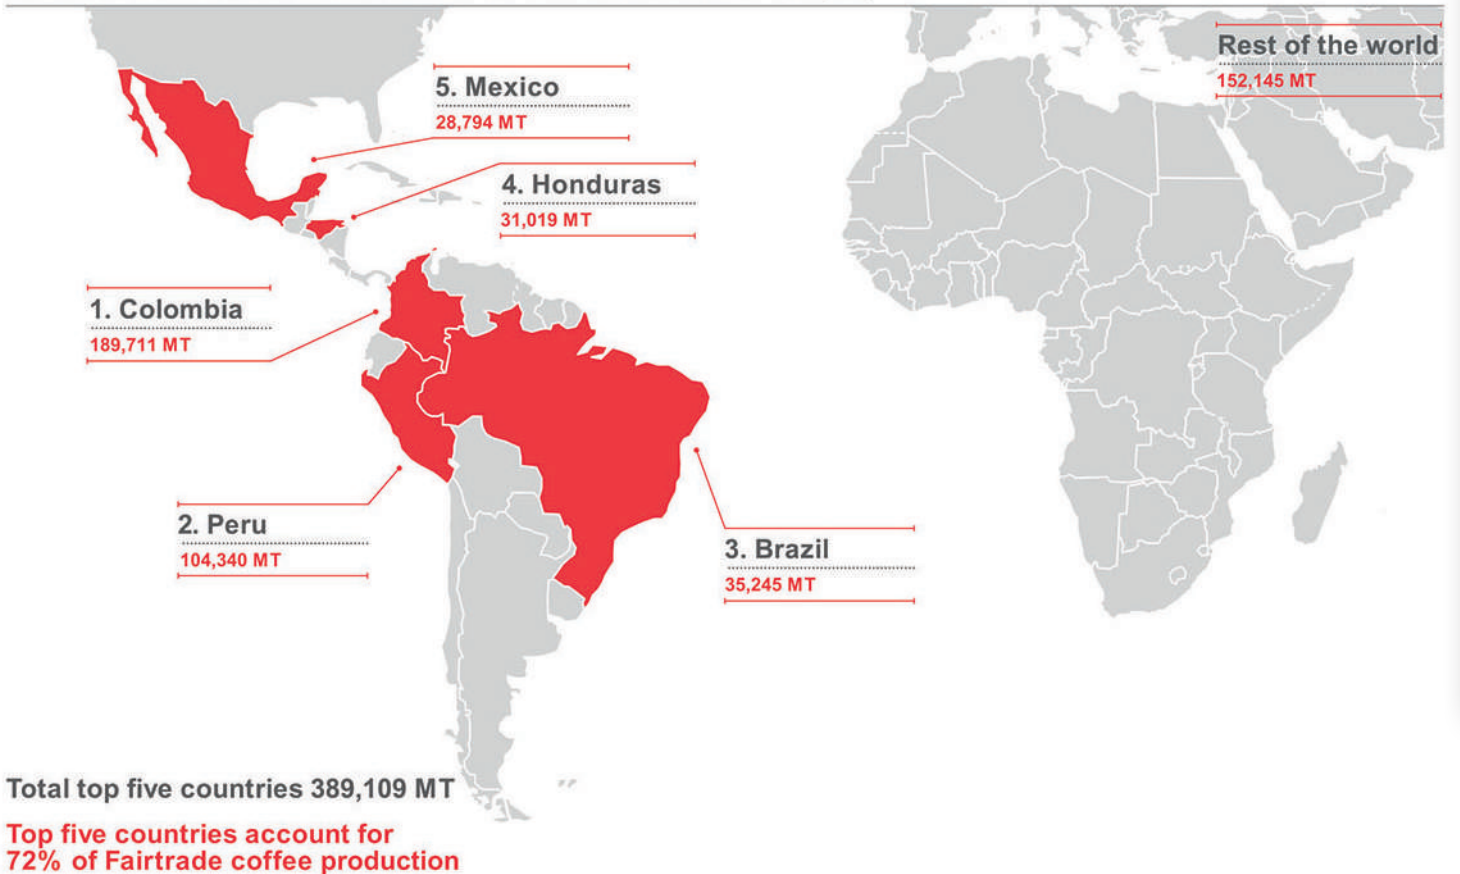 Rest of the world
152,145 MT
5. Mexico
28,794 MT
4. Honduras
31,019 MT
1. Colombia
189,711 MT
2. Peru
104,340 MT
3. Brazil
35,245 MT
Total top five countries 389,109 MT
Top five countries account for
72% of Fairtrade coffee production